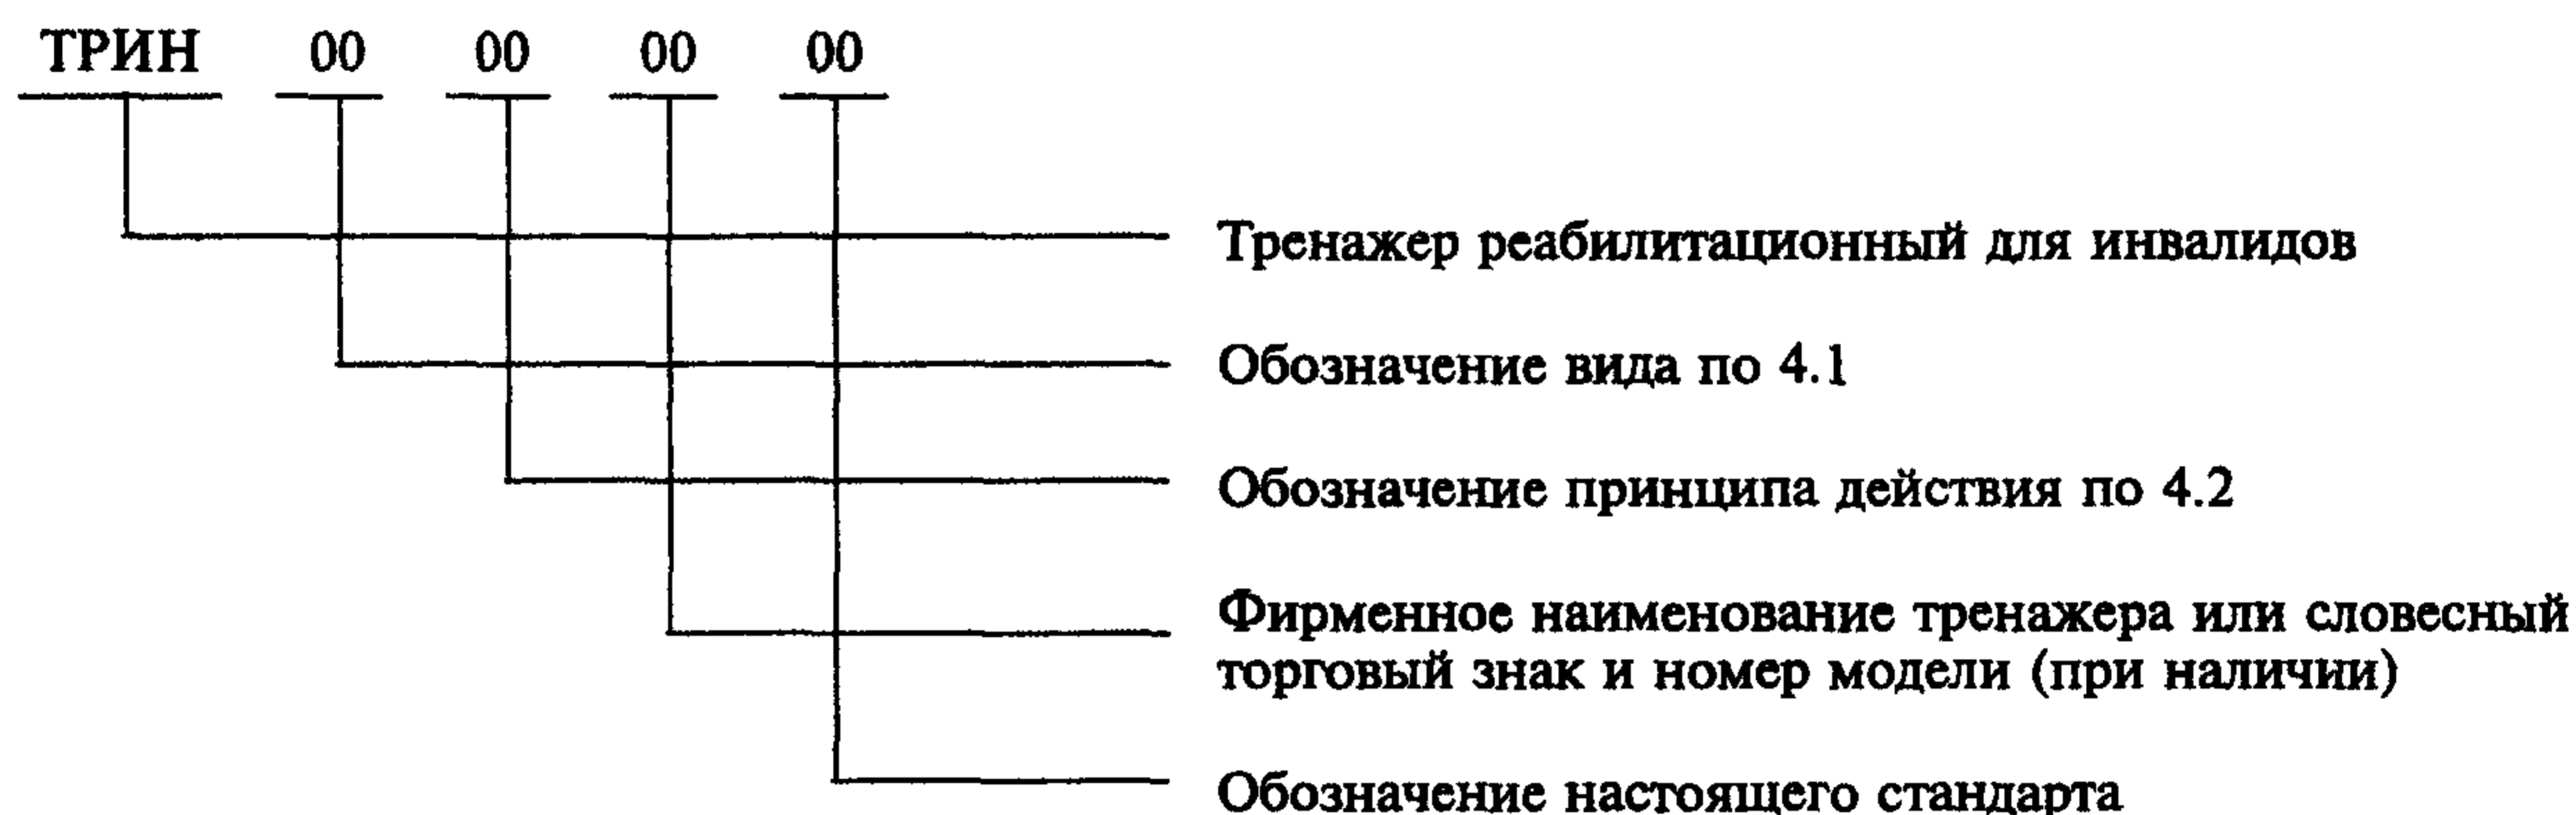 ТРИН 00 00 00 00
Тренажер реабилитационный для инвалидов
Обозначение вида по 4.1
Обозначение принципа действия по 4.2
Фирменное наименование тренажера или словесный
торговый знак и номер модели (при наличии)
Обозначение настоящего стандарта